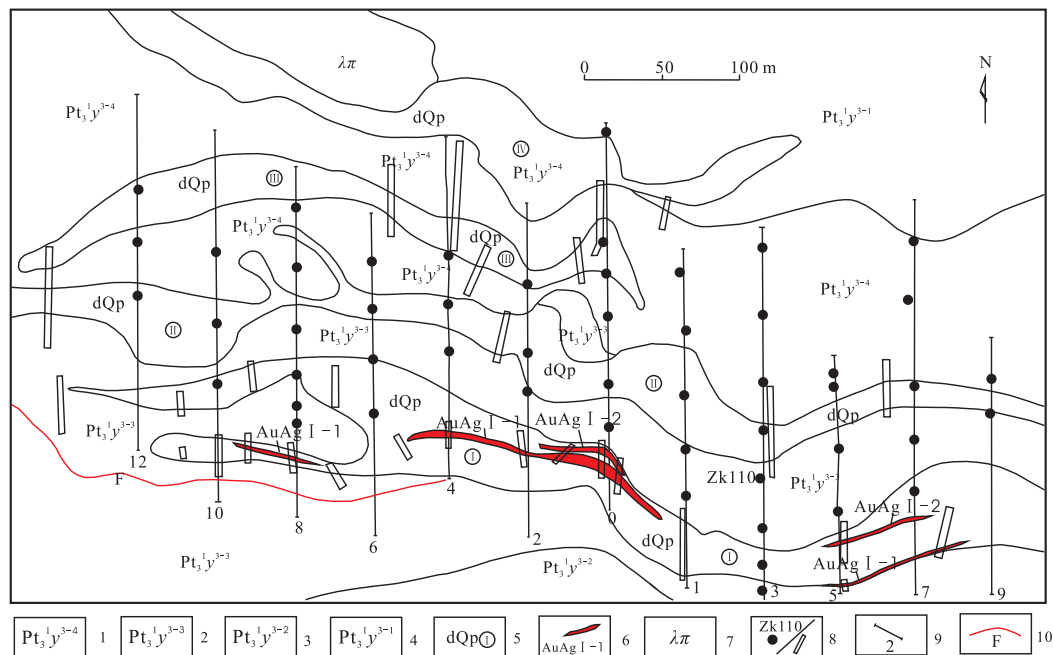 λπ
0 50 100 m
N
Pt₃¹y³⁻⁴
dQp
Pt₃¹y³⁻¹
Ⅳ
Pt₃¹y³⁻⁴
Pt₃¹y³⁻⁴
dQp
Ⅲ
Pt₃¹y³⁻⁴
dQp
Ⅲ
Pt₃¹y³⁻⁴
Pt₃¹y³⁻⁴
dQp
Ⅱ
Pt₃¹y³⁻³
Pt₃¹y³⁻³
dQp
Ⅱ
dQp
dQp
AuAg Ⅰ-1
AuAg Ⅰ-2
Pt₃¹y³⁻³
AuAg Ⅰ-1
Ⅰ
12
F
4
Zk110
Pt₃¹y³⁻³
AuAg Ⅰ-2
10
8
6
2
0
dQp
Ⅰ
AuAg Ⅰ-1
Pt₃¹y³⁻³
Pt₃¹y³⁻²
1
3
5
7
9
Pt₃¹y³⁻⁴ 1
Pt₃¹y³⁻³ 2
Pt₃¹y³⁻² 3
Pt₃¹y³⁻¹ 4
dQp Ⅰ 5
AuAg Ⅰ-1 6
λπ 7
Zk110 8
2 9
F 10